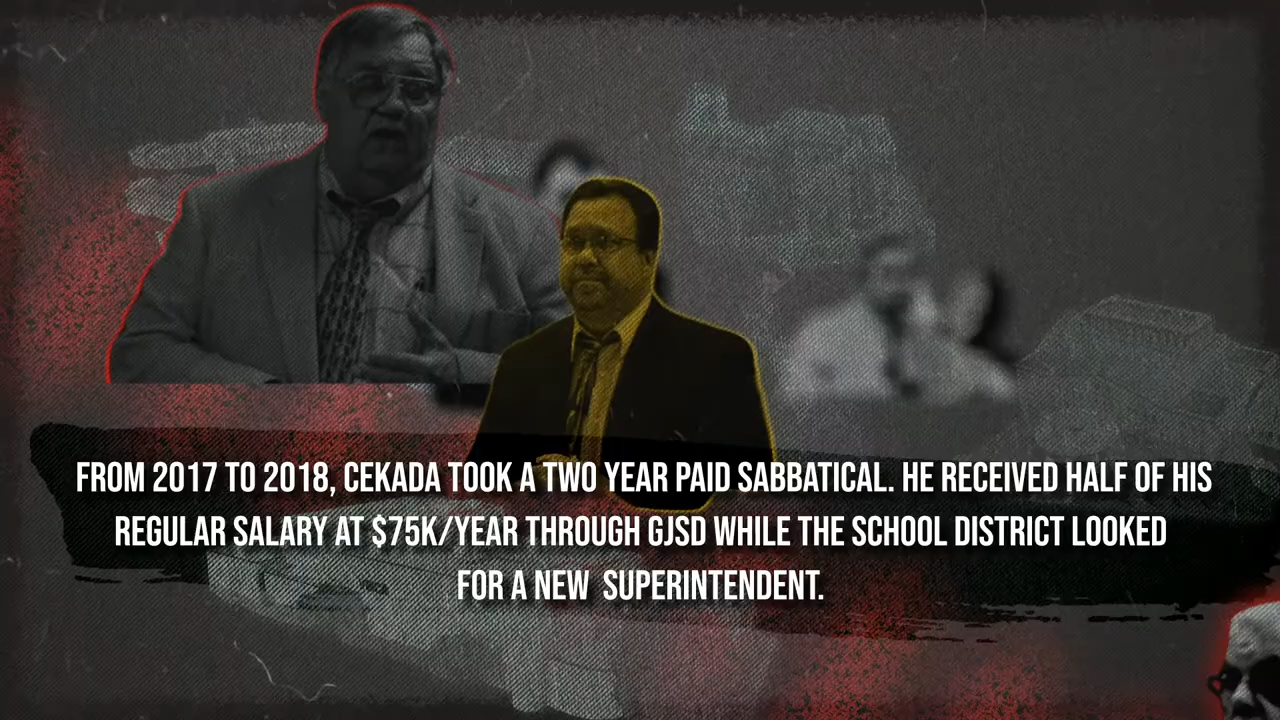 FROM 2017 TO 2018, CEKADA TOOK A TWO YEAR PAID SABBATICAL. HE RECEIVED HALF OF HIS
REGULAR SALARY AT $75K/YEAR THROUGH GJSD WHILE THE SCHOOL DISTRICT LOOKED
FOR A NEW SUPERINTENDENT.